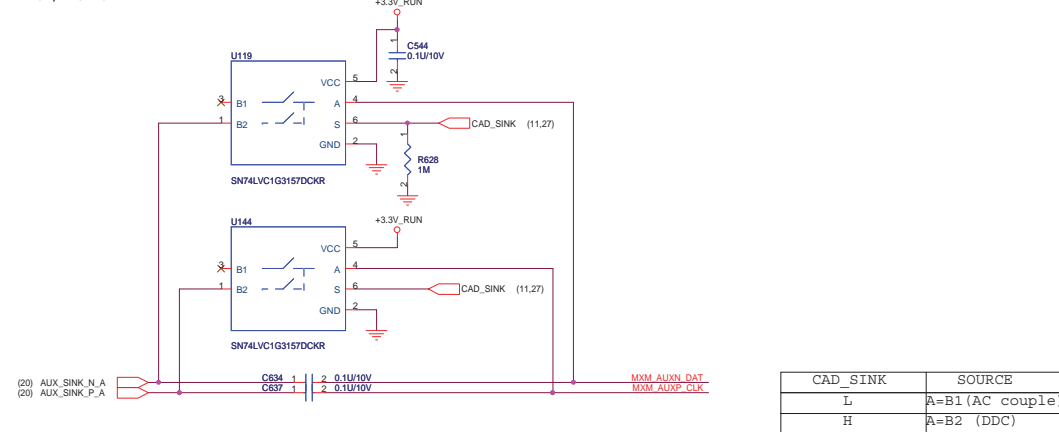 +3.3V_RUN
C544
0.1U/10V
1
2
U119
VCC 5
3 B1 A 4
1 B2 S 6 CAD_SINK (11,27)
GND 2
R628
1M
1
2
SN74LVC1G3157DCKR
U144
+3.3V_RUN
VCC 5
3 B1 A 4
1 B2 S 6 CAD_SINK (11,27)
GND 2
SN74LVC1G3157DCKR
(20) AUX_SINK_N_A C634 1 2 0.1U/10V MXM_AUXN_DAT
(20) AUX_SINK_P_A C637 1 2 0.1U/10V MXM_AUXP_CLK
CAD_SINK SOURCE
L A=B1(AC couple)
H A=B2 (DDC)